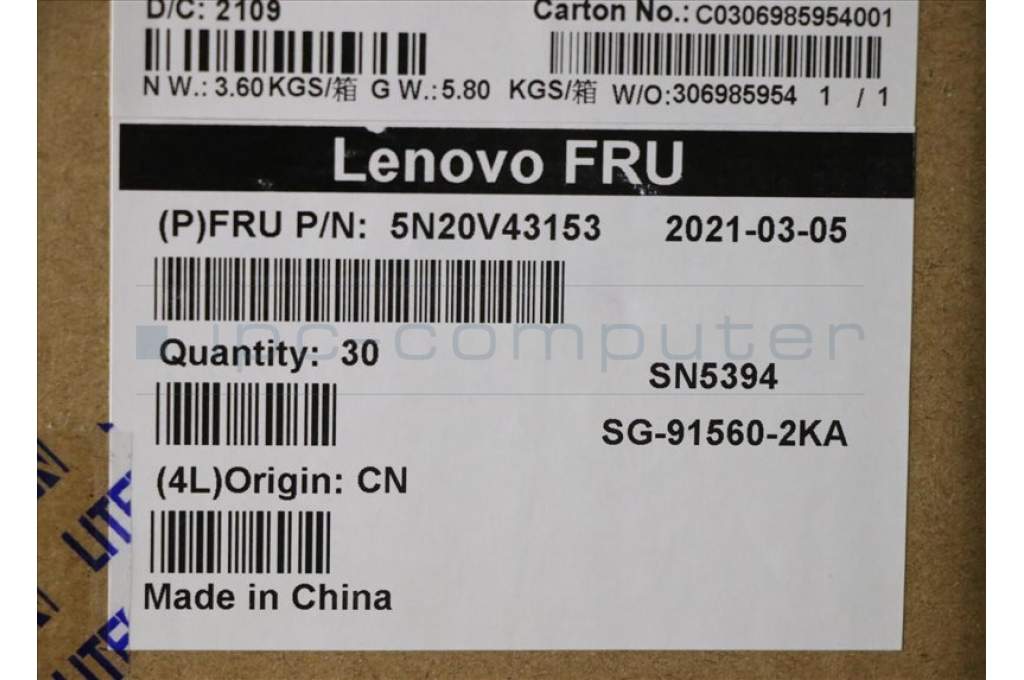 D/C: 2109
Carton No.: C0306985954001
N W.: 3.60 KGS/箱 G W.: 5.80 KGS/箱 W/O:306985954 1 / 1
Lenovo FRU
(P)FRU P/N: 5N20V43153 2021-03-05
ipc-computer
Quantity: 30
SN5394
SG-91560-2KA
(4L)Origin: CN
Made in China